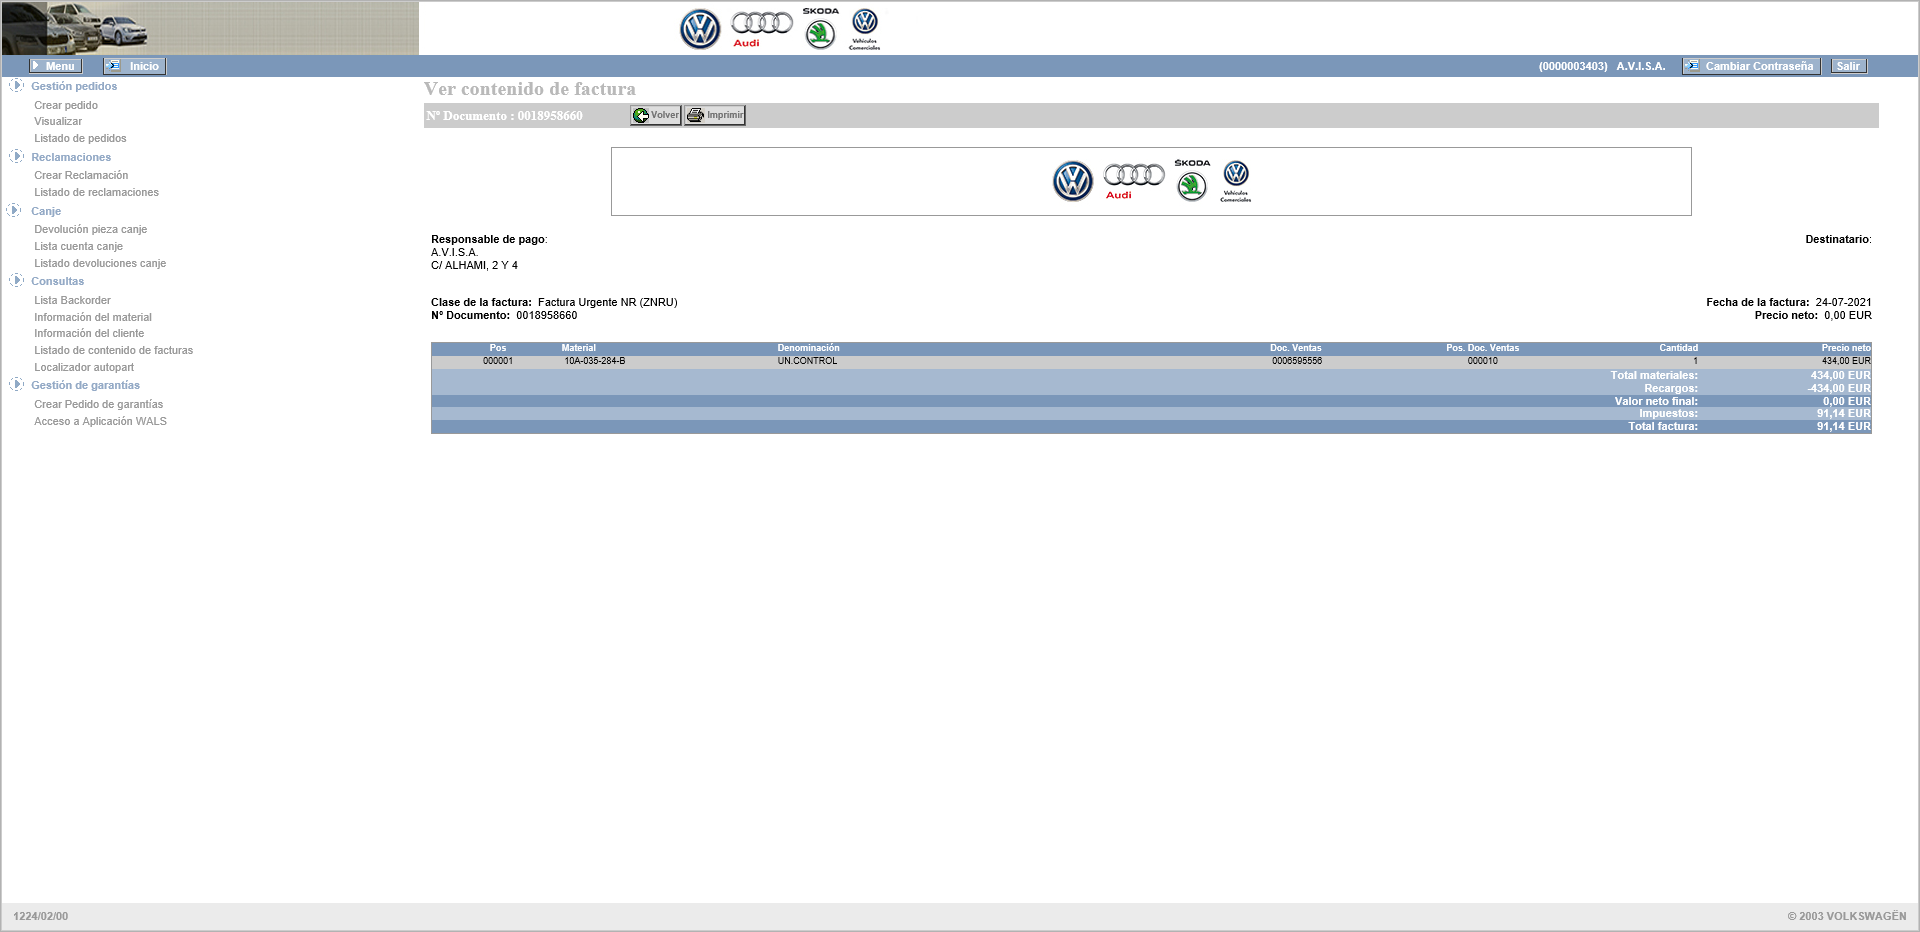 Audi
ŠKODA
Vehículos
Comerciales
Menu
Inicio
(0000003403) A.V.I.S.A.
Cambiar Contraseña
Salir
Gestión pedidos
Crear pedido
Visualizar
Listado de pedidos
Reclamaciones
Crear Reclamación
Listado de reclamaciones
Canje
Devolución pieza canje
Lista cuenta canje
Listado devoluciones canje
Consultas
Lista Backorder
Información del material
Información del cliente
Listado de contenido de facturas
Localizador autopart
Gestión de garantías
Crear Pedido de garantías
Acceso a Aplicación WALS
Ver contenido de factura
Nº Documento : 0018958660
Volver
Imprimir
Audi
ŠKODA
Vehículos
Comerciales
Responsable de pago:
A.V.I.S.A.
C/ ALHAMI, 2 Y 4
Destinatario:
Clase de la factura: Factura Urgente NR (ZNRU)
Nº Documento: 0018958660
Fecha de la factura: 24-07-2021
Precio neto: 0,00 EUR
Pos Material Denominación Doc. Ventas Pos. Doc. Ventas Cantidad Precio neto
000001 10A-035-284-B UN.CONTROL 0006595556 000010 1 434,00 EUR
Total materiales: 434,00 EUR
Recargos: -434,00 EUR
Valor neto final: 0,00 EUR
Impuestos: 91,14 EUR
Total factura: 91,14 EUR
1224/02/00
© 2003 VOLKSWAGËN